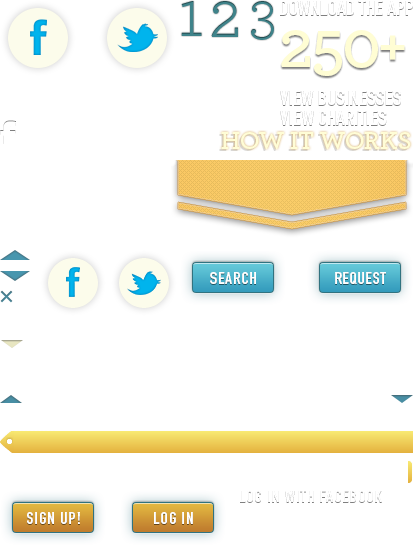 1 2 3
DOWNLOAD THE APP
250+
VIEW BUSINESSES
VIEW CHARITIES
HOW IT WORKS
SEARCH
REQUEST
LOG IN WITH FACEBOOK
SIGN UP!
LOG IN